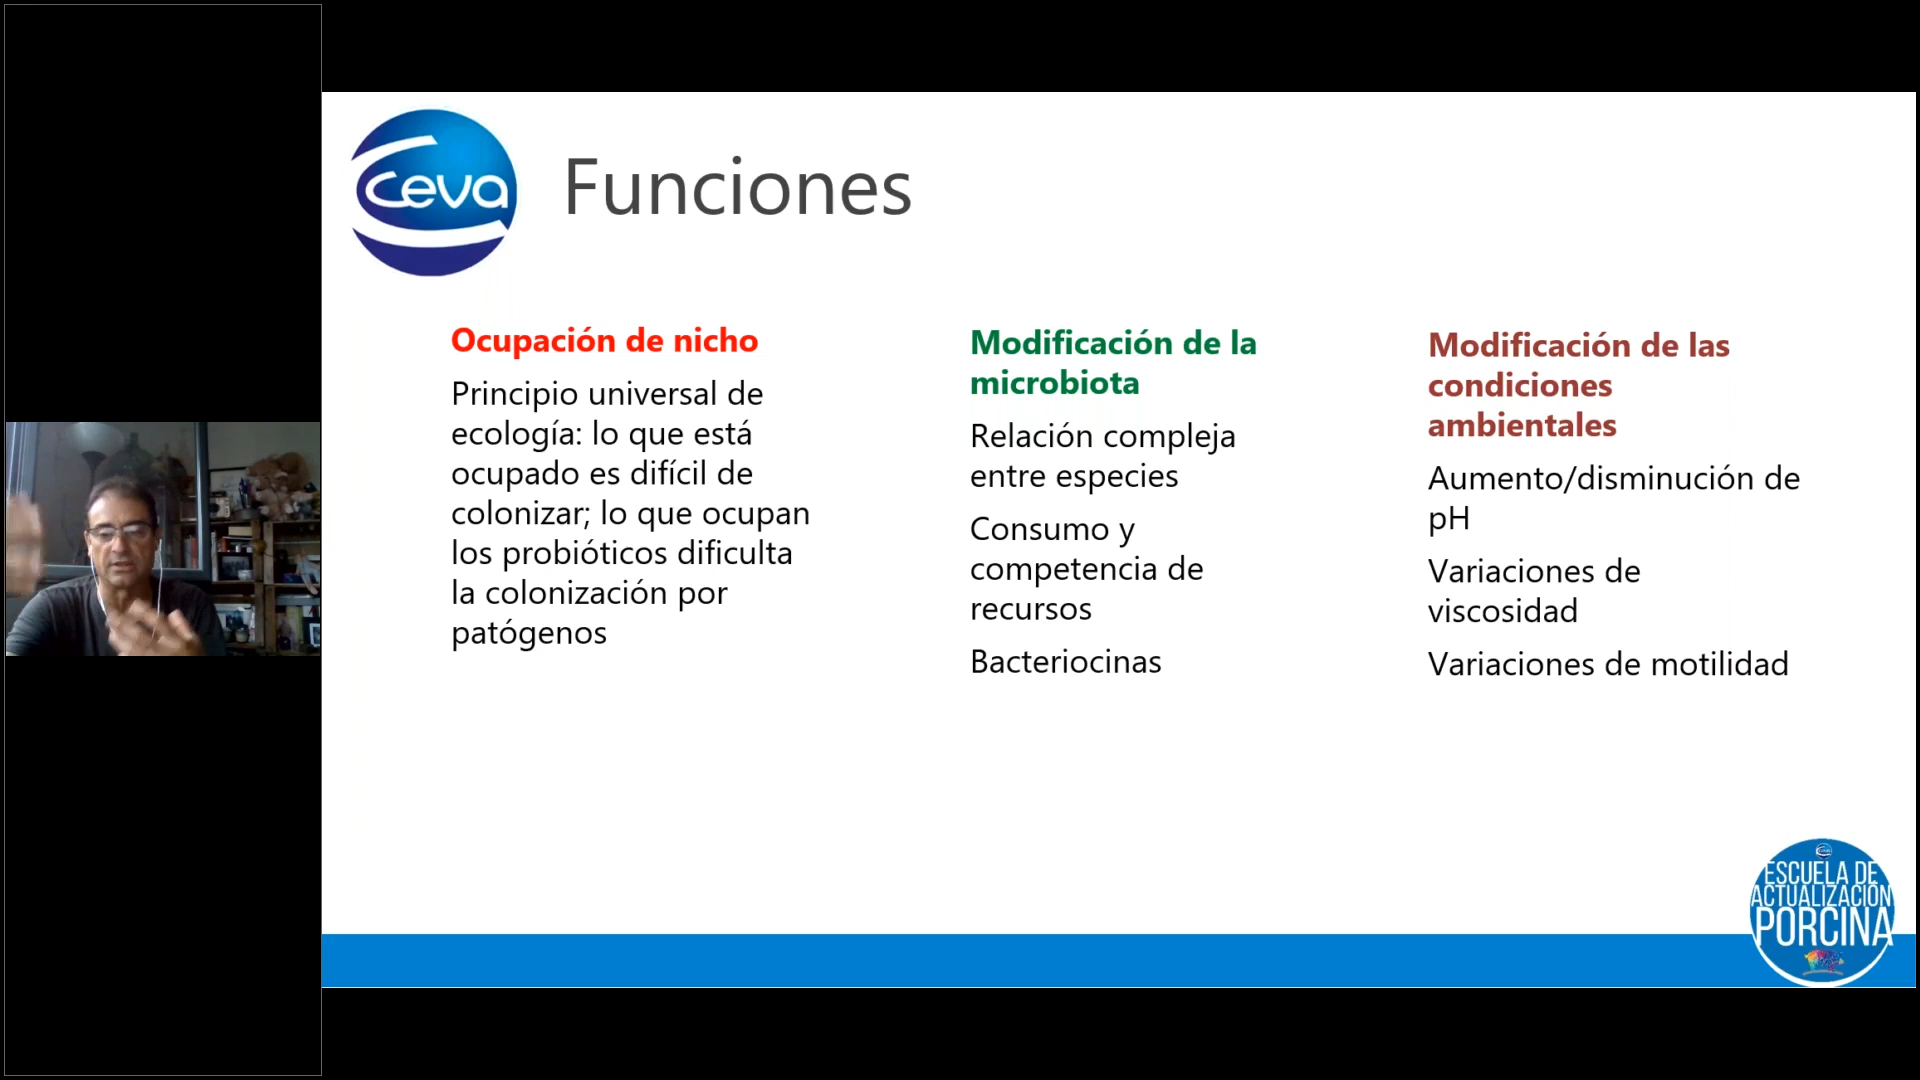 Ceva
Funciones
Ocupación de nicho
Principio universal de
ecología: lo que está
ocupado es difícil de
colonizar; lo que ocupan
los probióticos dificulta
la colonización por
patógenos
Modificación de la
microbiota
Relación compleja
entre especies
Consumo y
competencia de
recursos
Bacteriocinas
Modificación de las
condiciones
ambientales
Aumento/disminución de
pH
Variaciones de
viscosidad
Variaciones de motilidad
ESCUELA DE
ACTUALIZACIÓN
PORCINA